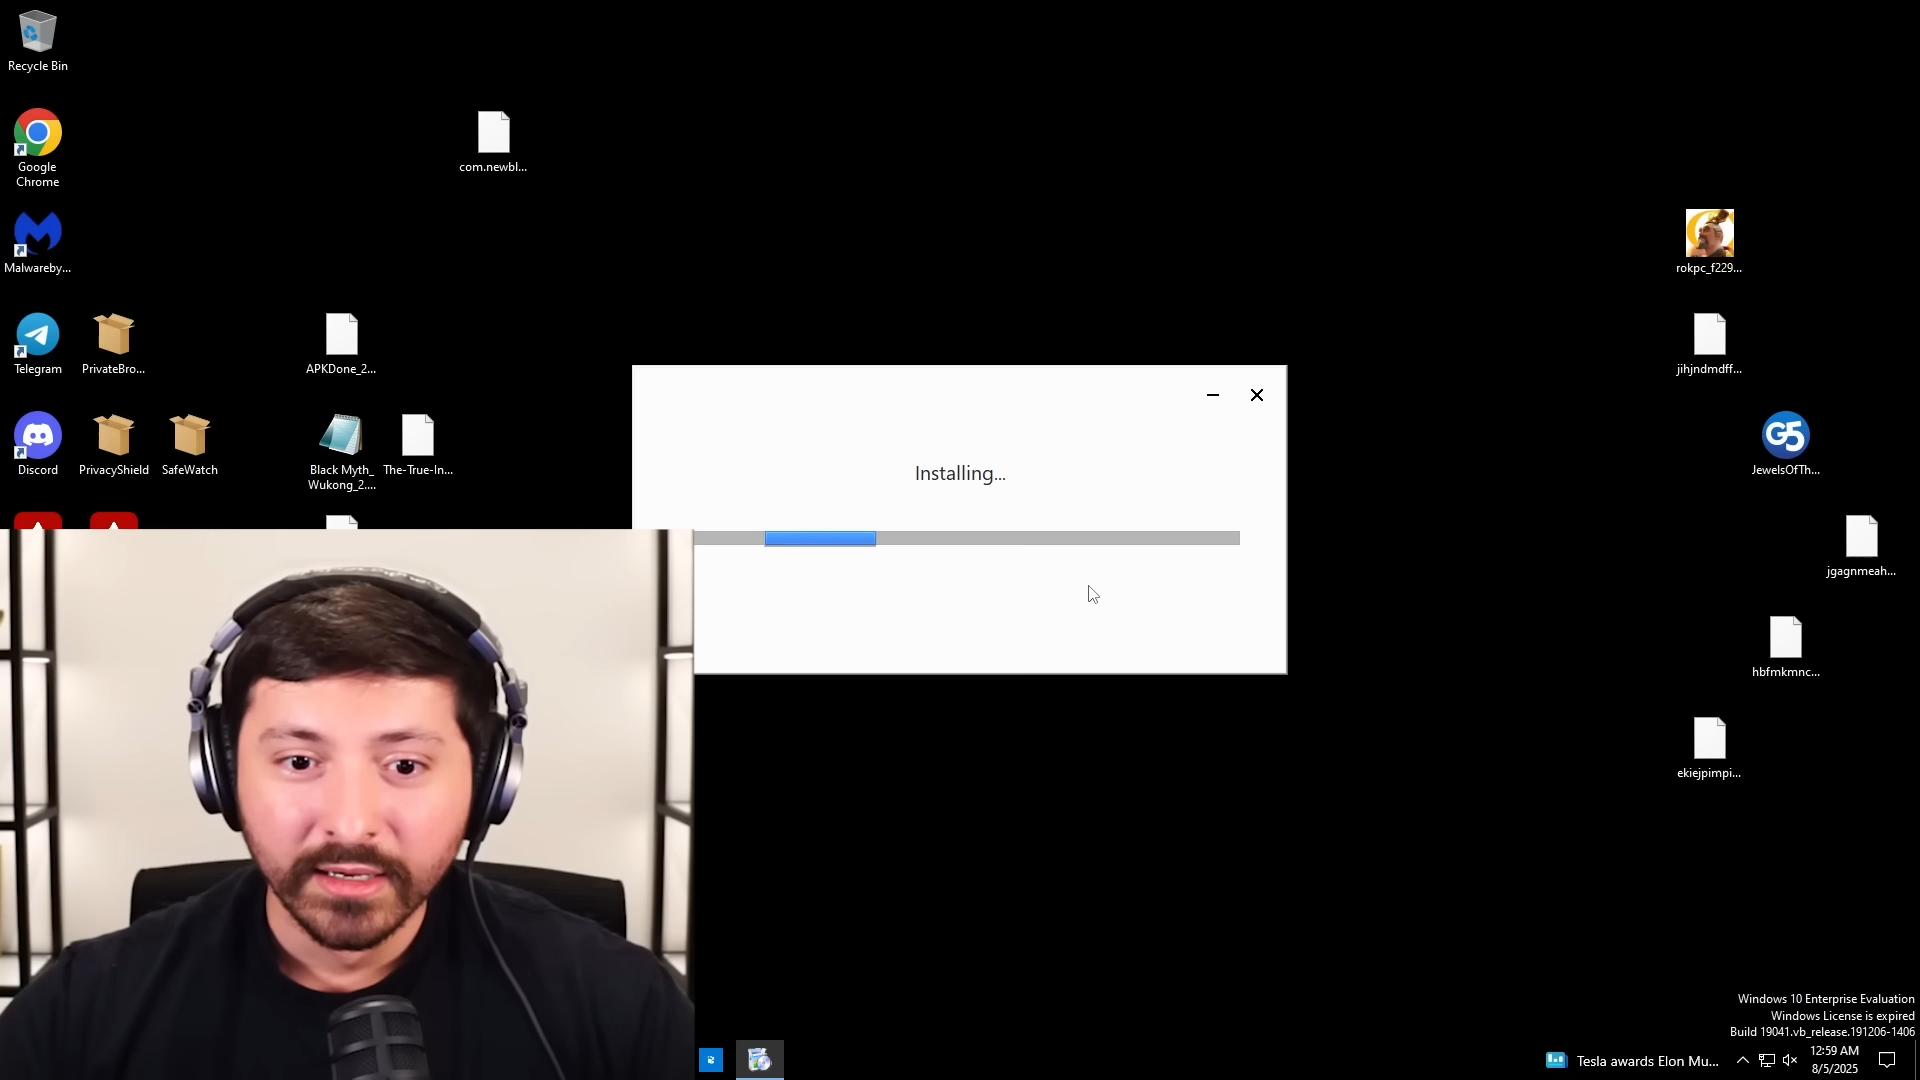 Recycle Bin
Google
Chrome
com.newbl...
Malwareby...
rokpc_f229...
Telegram
PrivateBro...
APKDone_2...
jihjndmdff...
Discord
PrivacyShield
SafeWatch
Black Myth_
Wukong_2....
The-True-In...
G5
JewelsOfTh...
Installing...
jgagnmeah...
hbfmkmnc...
ekiejpimpi...
Windows 10 Enterprise Evaluation
Windows License is expired
Build 19041.vb_release.191206-1406
Tesla awards Elon Mu...
12:59 AM
8/5/2025